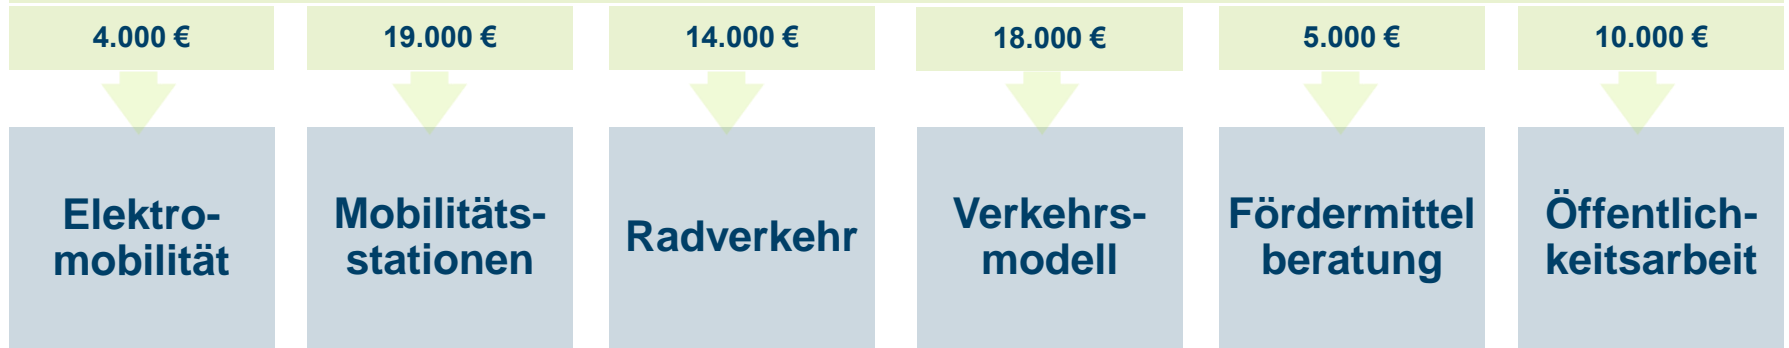 4.000 €
19.000 €
14.000 €
18.000 €
5.000 €
10.000 €
Elektro-
mobilität
Mobilitäts-
stationen
Radverkehr
Verkehrs-
modell
Fördermittel
beratung
Öffentlich-
keitsarbeit